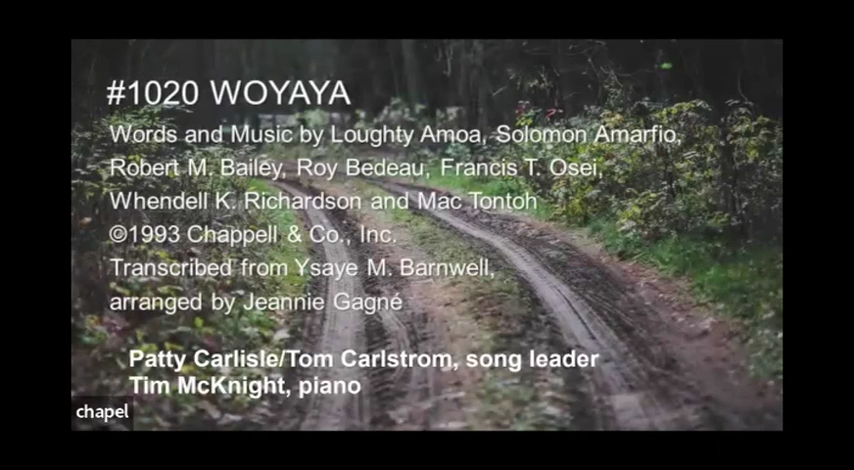 #1020 WOYAYA
Words and Music by Loughty Amoa, Solomon Amarfio,
Robert M. Bailey, Roy Bedeau, Francis T. Osei,
Whendell K. Richardson and Mac Tontoh
©1993 Chappell & Co., Inc.
Transcribed from Ysaye M. Barnwell,
arranged by Jeannie Gagné
Patty Carlisle/Tom Carlstrom, song leader
Tim McKnight, piano
chapel